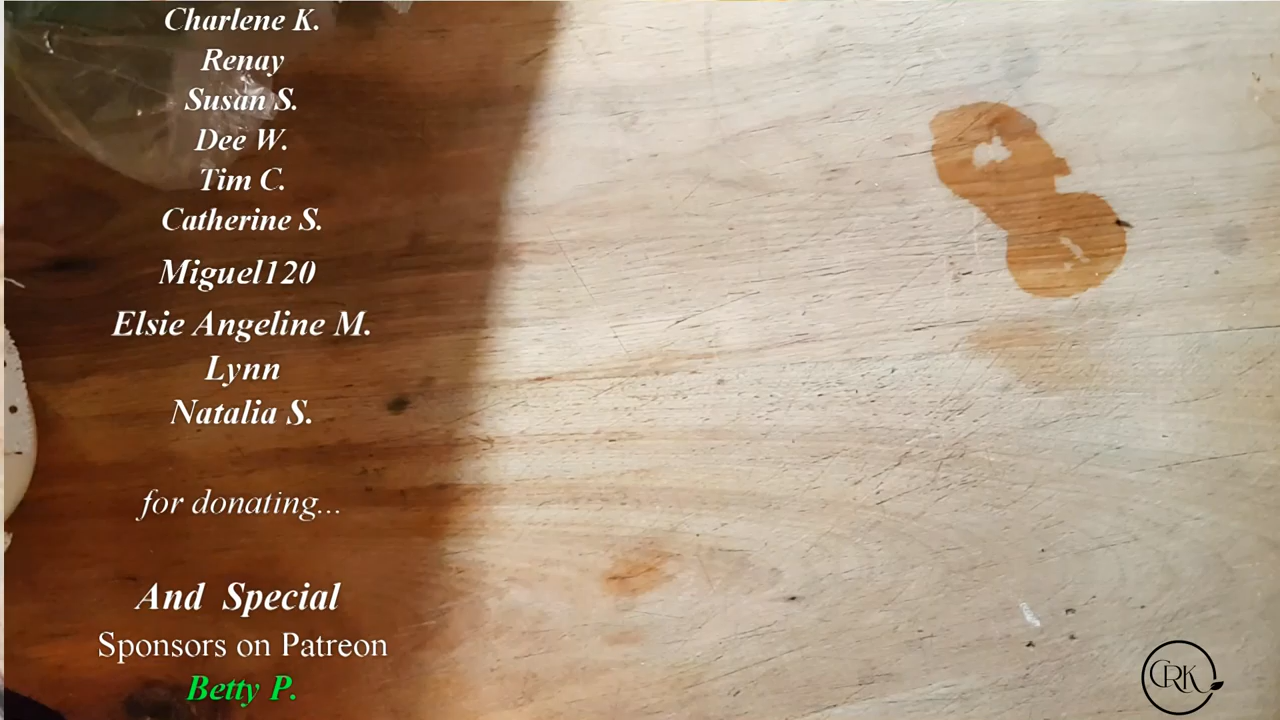 Charlene K.
Renay
Susan S.
Dee W.
Tim C.
Catherine S.
Miguel120
Elsie Angeline M.
Lynn
Natalia S.
for donating...
And Special
Sponsors on Patreon
Betty P.
CRK